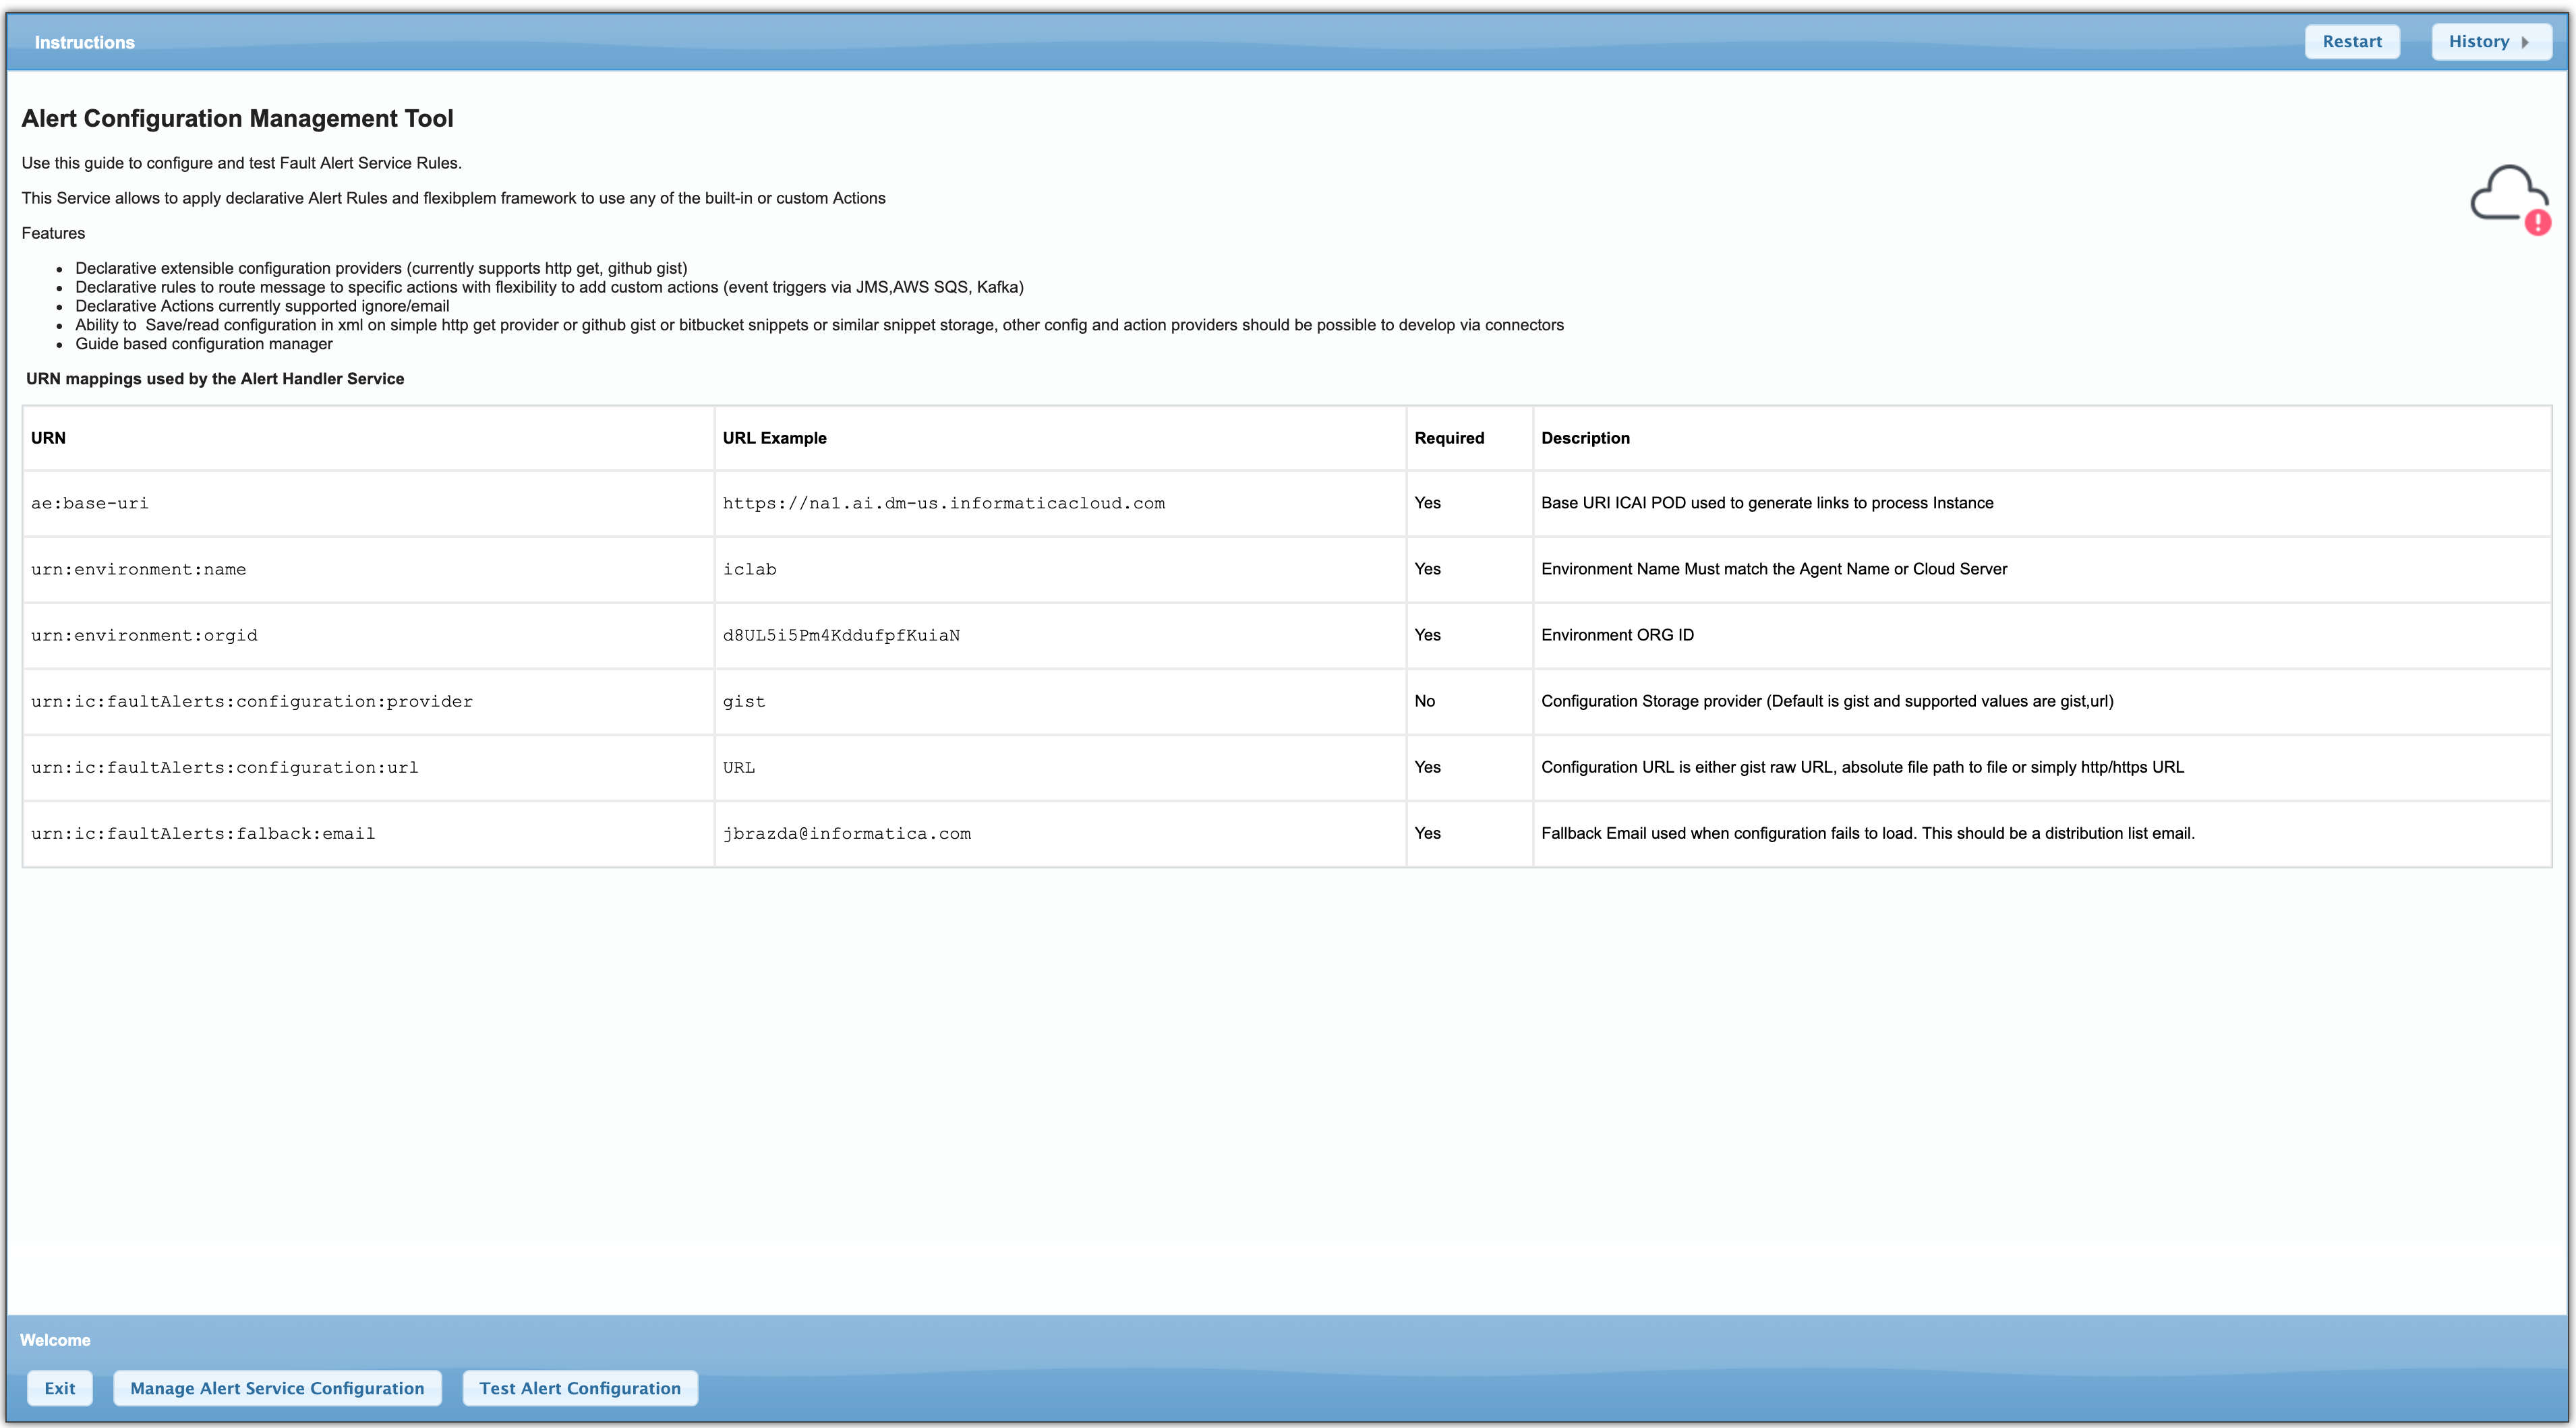 Instructions
Restart
History
Alert Configuration Management Tool
Use this guide to configure and test Fault Alert Service Rules.
This Service allows to apply declarative Alert Rules and flexibplem framework to use any of the built-in or custom Actions
Features
Declarative extensible configuration providers (currently supports http get, github gist)
Declarative rules to route message to specific actions with flexibility to add custom actions (event triggers via JMS,AWS SQS, Kafka)
Declarative Actions currently supported ignore/email
Ability to  Save/read configuration in xml on simple http get provider or github gist or bitbucket snippets or similar snippet storage, other config and action providers should be possible to develop via connectors
Guide based configuration manager
URN mappings used by the Alert Handler Service
URN URL Example Required Description
ae:base-uri https://na1.ai.dm-us.informaticacloud.com Yes Base URI ICAI POD used to generate links to process Instance
urn:environment:name iclab Yes Environment Name Must match the Agent Name or Cloud Server
urn:environment:orgid d8UL5i5Pm4KddufpfKuiaN Yes Environment ORG ID
urn:ic:faultAlerts:configuration:provider gist No Configuration Storage provider (Default is gist and supported values are gist,url)
urn:ic:faultAlerts:configuration:url URL Yes Configuration URL is either gist raw URL, absolute file path to file or simply http/https URL
urn:ic:faultAlerts:falback:email jbrazda@informatica.com Yes Fallback Email used when configuration fails to load. This should be a distribution list email.
Welcome
Exit
Manage Alert Service Configuration
Test Alert Configuration